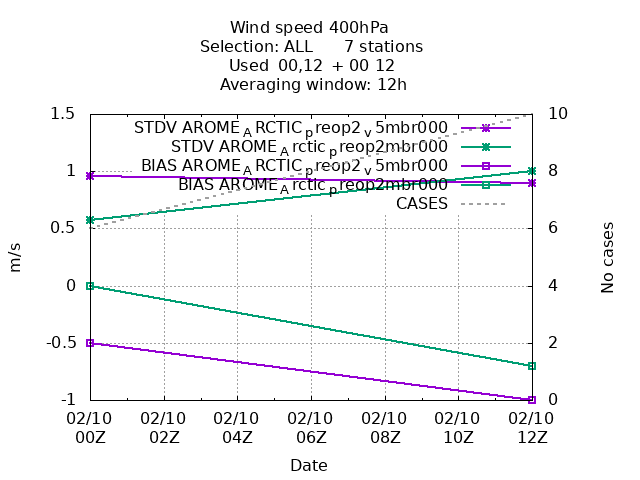 Wind speed 400hPa
Selection: ALL 7 stations
Used 00,12 + 00 12
Averaging window: 12h
1.5
1
0.5
0
-0.5
-1
m/s
10
8
6
4
2
0
No cases
STDV AROME_ARCTIC_preop2_v5mbr000
STDV AROME_Arctic_preop2mbr000
BIAS AROME_ARCTIC_preop2_v5mbr000
BIAS AROME_Arctic_preop2mbr000
CASES
02/10 02/10 02/10 02/10 02/10 02/10 02/10
00Z 02Z 04Z 06Z 08Z 10Z 12Z
Date